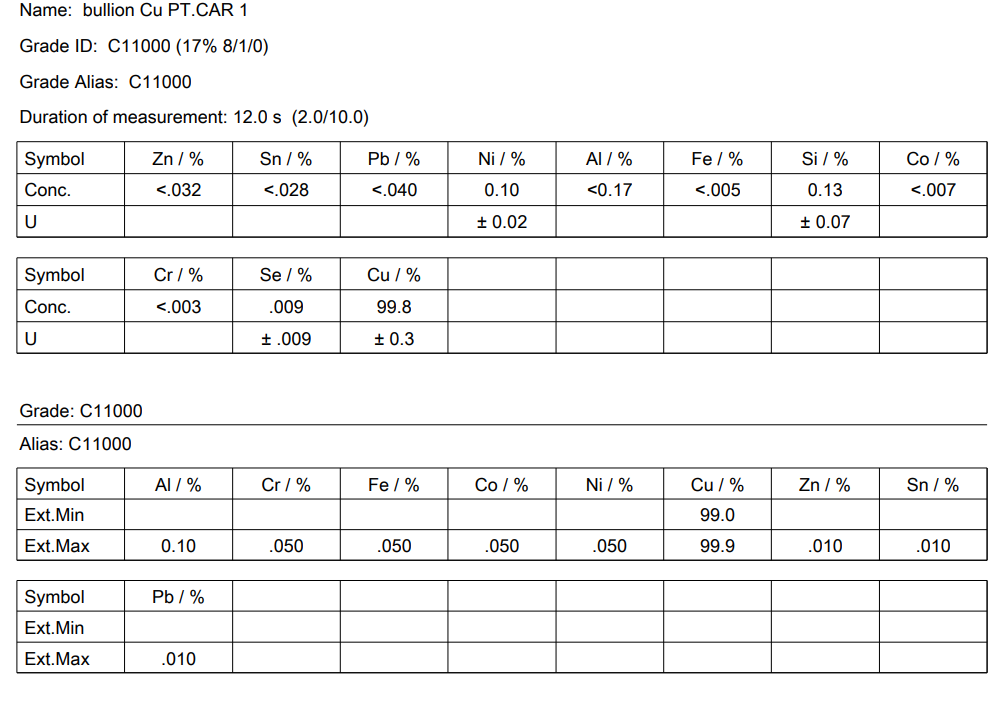 Name: bullion Cu PT.CAR 1
Grade ID: C11000 (17% 8/1/0)
Grade Alias: C11000
Duration of measurement: 12.0 s (2.0/10.0)
Symbol Zn / % Sn / % Pb / % Ni / % Al / % Fe / % Si / % Co / %
Conc. <.032 <.028 <.040 0.10 <0.17 <.005 0.13 <.007
U ± 0.02 ± 0.07
Symbol Cr / % Se / % Cu / %
Conc. <.003 .009 99.8
U ± .009 ± 0.3
Grade: C11000
Alias: C11000
Symbol Al / % Cr / % Fe / % Co / % Ni / % Cu / % Zn / % Sn / %
Ext.Min 99.0
Ext.Max 0.10 .050 .050 .050 .050 99.9 .010 .010
Symbol Pb / %
Ext.Min
Ext.Max .010